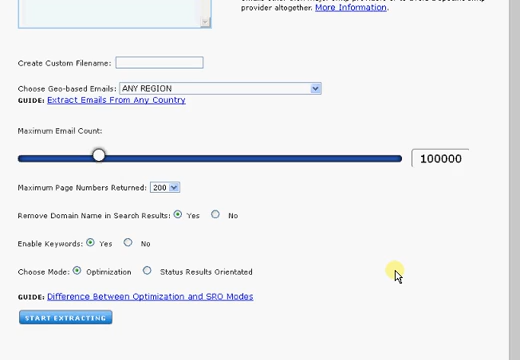 provider altogether. More Information.
Create Custom Filename:
Choose Geo-based Emails: ANY REGION
GUIDE: Extract Emails From Any Country
Maximum Email Count:
100000
Maximum Page Numbers Returned: 200
Remove Domain Name in Search Results: Yes No
Enable Keywords: Yes No
Choose Mode: Optimization Status Results Orientated
GUIDE: Difference Between Optimization and SRO Modes
START EXTRACTING